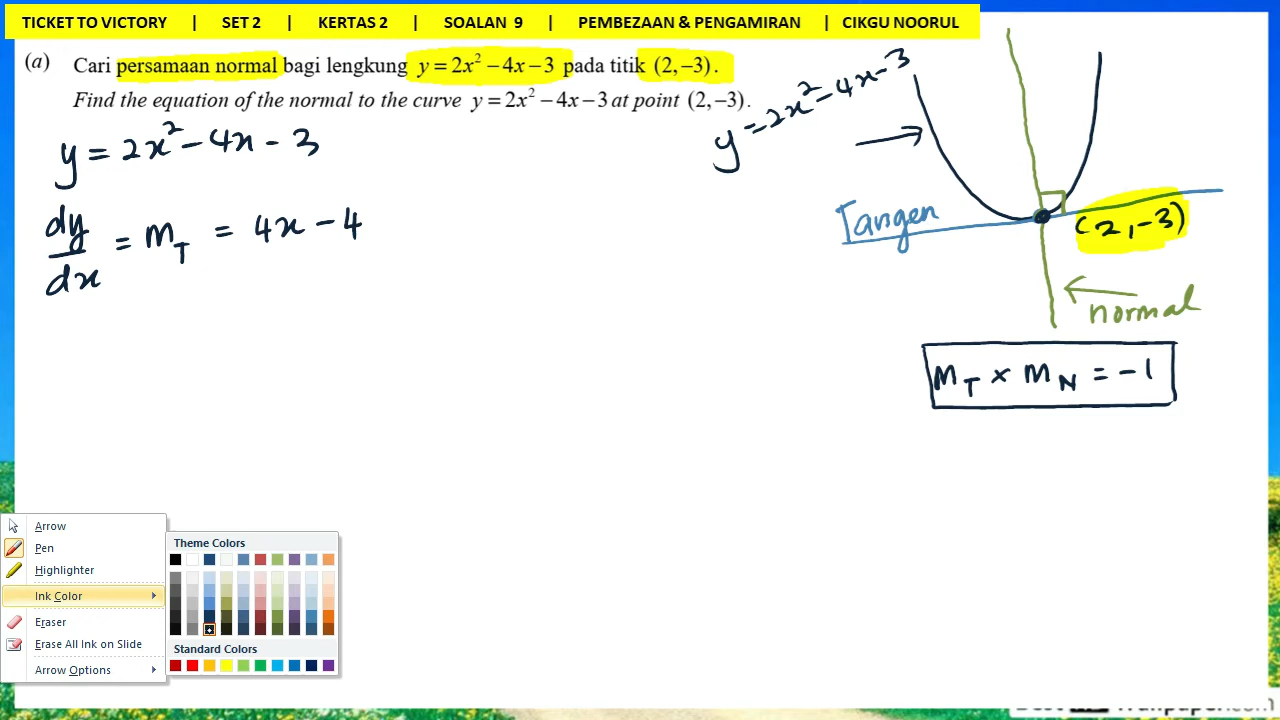 TICKET TO VICTORY | SET 2 | KERTAS 2 | SOALAN 9 | PEMBEZAAN & PENGAMIRAN | CIKGU NOORUL
(a) Cari persamaan normal bagi lengkung y = 2x² − 4x − 3 pada titik (2, −3).
Find the equation of the normal to the curve y = 2x² − 4x − 3 at point (2, −3).
y = 2x² − 4x − 3
dy/dx = m_T = 4x − 4
y = 2x² − 4x − 3
Tangen
(2, −3)
normal
m_T × m_N = −1
Arrow
Pen
Highlighter
Ink Color
Eraser
Erase All Ink on Slide
Arrow Options
Theme Colors
Standard Colors